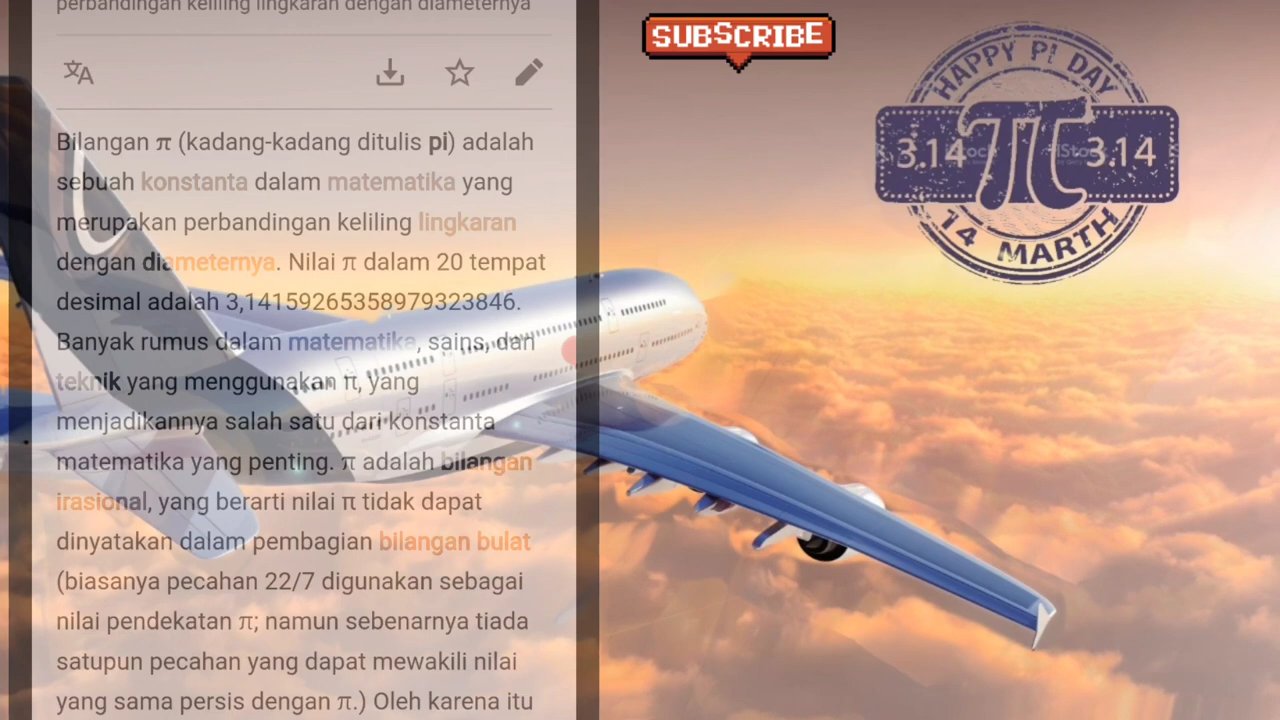 perbandingan keliling lingkaran dengan diameternya
Bilangan π (kadang-kadang ditulis pi) adalah
sebuah konstanta dalam matematika yang
merupakan perbandingan keliling lingkaran
dengan diameternya. Nilai π dalam 20 tempat
desimal adalah 3,14159265358979323846.
Banyak rumus dalam matematika, sains, dan
teknik yang menggunakan π, yang
menjadikannya salah satu dari konstanta
matematika yang penting. π adalah bilangan
irasional, yang berarti nilai π tidak dapat
dinyatakan dalam pembagian bilangan bulat
(biasanya pecahan 22/7 digunakan sebagai
nilai pendekatan π; namun sebenarnya tiada
satupun pecahan yang dapat mewakili nilai
yang sama persis dengan π.) Oleh karena itu
SUBSCRIBE
HAPPY PI DAY
3.14 π 3.14
iStock iStock
14 MARTH